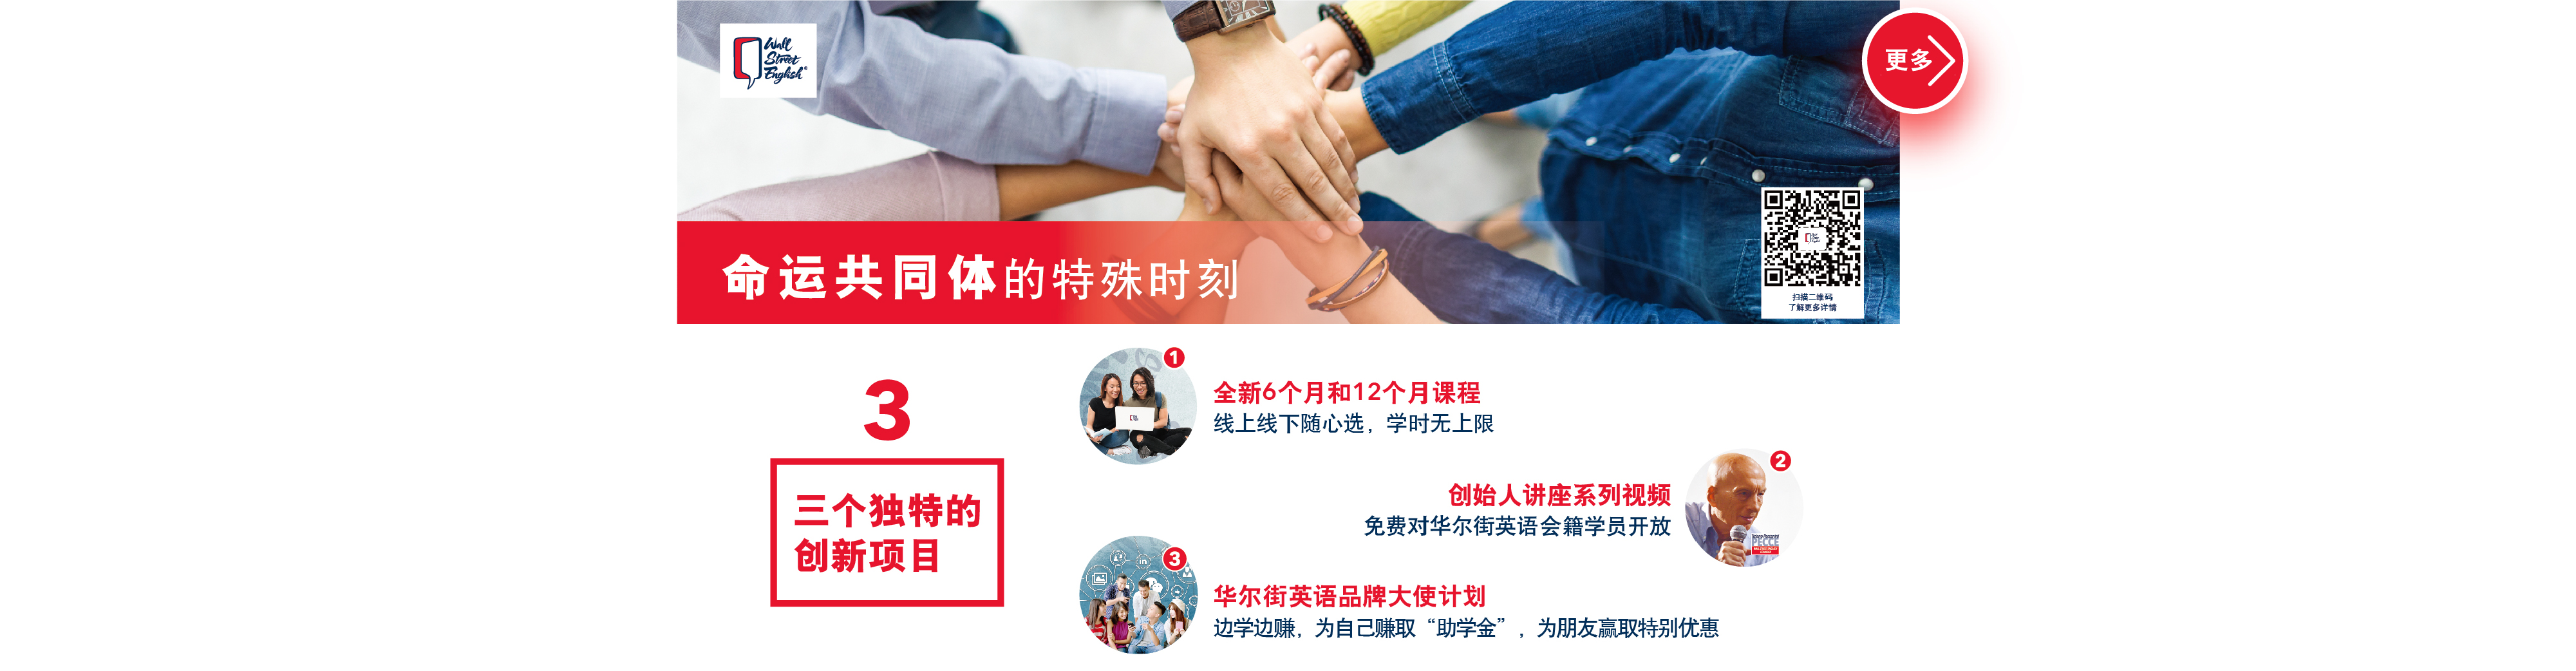 Wall
Street
English
更多
命运共同体的特殊时刻
扫描二维码
了解更多详情
3
三个独特的
创新项目
1
全新6个月和12个月课程
线上线下随心选，学时无上限
2
创始人讲座系列视频
免费对华尔街英语会籍学员开放
PECCE
3
in
华尔街英语品牌大使计划
边学边赚，为自己赚取“助学金”，为朋友赢取特别优惠